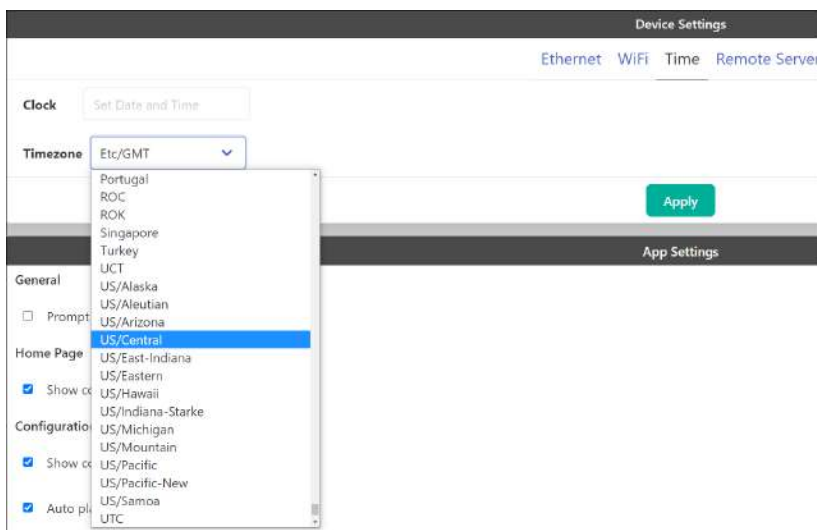 Device Settings
Ethernet WiFi Time Remote Server
Clock Set Date and Time
Timezone Etc/GMT
Portugal
ROC
ROK
Singapore
Turkey
UCT
US/Alaska
US/Aleutian
US/Arizona
US/Central
US/East-Indiana
US/Eastern
US/Hawaii
US/Indiana-Starke
US/Michigan
US/Mountain
US/Pacific
US/Pacific-New
US/Samoa
UTC
Apply
App Settings
General
Prompt
Home Page
Show co
Configuratio
Show co
Auto pl